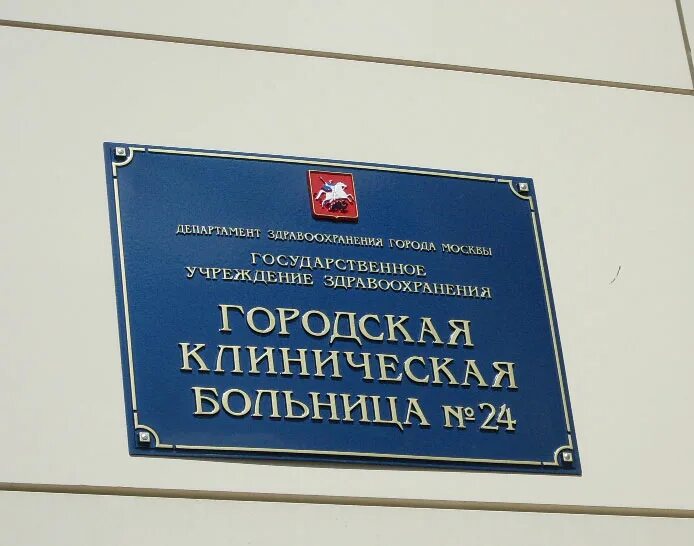 ДЕПАРТАМЕНТ ЗДРАВООХРАНЕНИЯ ГОРОДА МОСКВЫ
ГОСУДАРСТВЕННОЕ
УЧРЕЖДЕНИЕ ЗДРАВООХРАНЕНИЯ
ГОРОДСКАЯ
КЛИНИЧЕСКАЯ
БОЛЬНИЦА №24